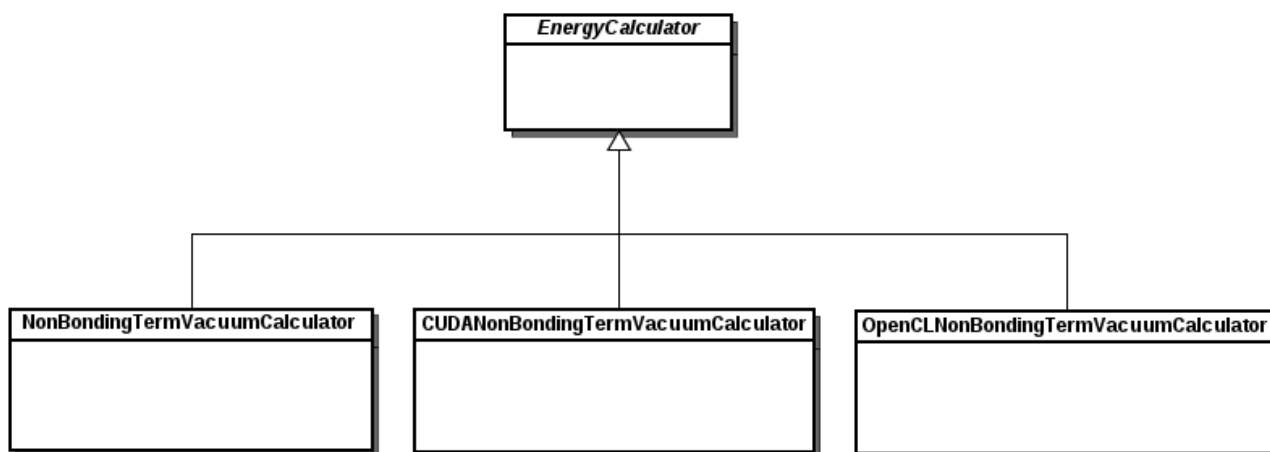 EnergyCalculator
NonBondingTermVacuumCalculator
CUDANonBondingTermVacuumCalculator
OpenCLNonBondingTermVacuumCalculator